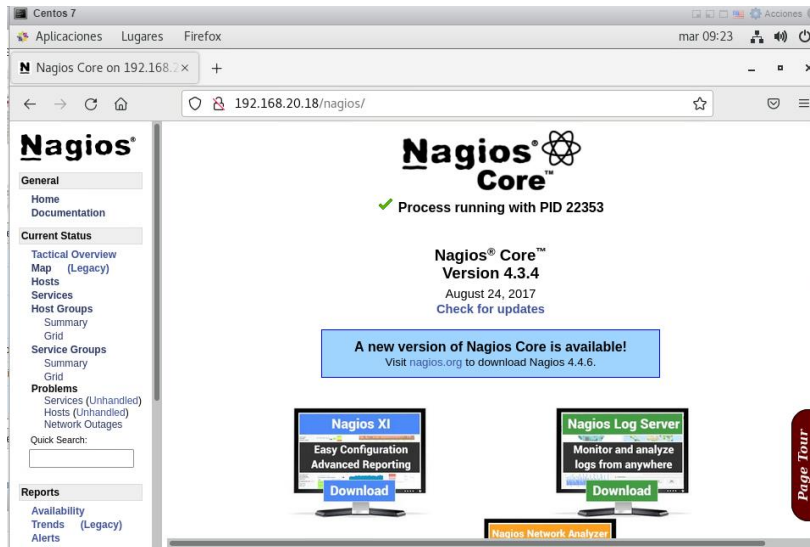 Centos 7
Acciones
Aplicaciones Lugares Firefox mar 09:23
Nagios Core on 192.168.2
192.168.20.18/nagios/
Nagios®
General
Home
Documentation
Current Status
Tactical Overview
Map (Legacy)
Hosts
Services
Host Groups
Summary
Grid
Service Groups
Summary
Grid
Problems
Services (Unhandled)
Hosts (Unhandled)
Network Outages
Quick Search:
Reports
Availability
Trends (Legacy)
Alerts
Nagios®
Core™
Process running with PID 22353
Nagios® Core™
Version 4.3.4
August 24, 2017
Check for updates
A new version of Nagios Core is available!
Visit nagios.org to download Nagios 4.4.6.
Nagios XI
Easy Configuration
Advanced Reporting
Download
Nagios Log Server
Monitor and analyze
logs from anywhere
Download
Nagios Network Analyzer
Page Tour